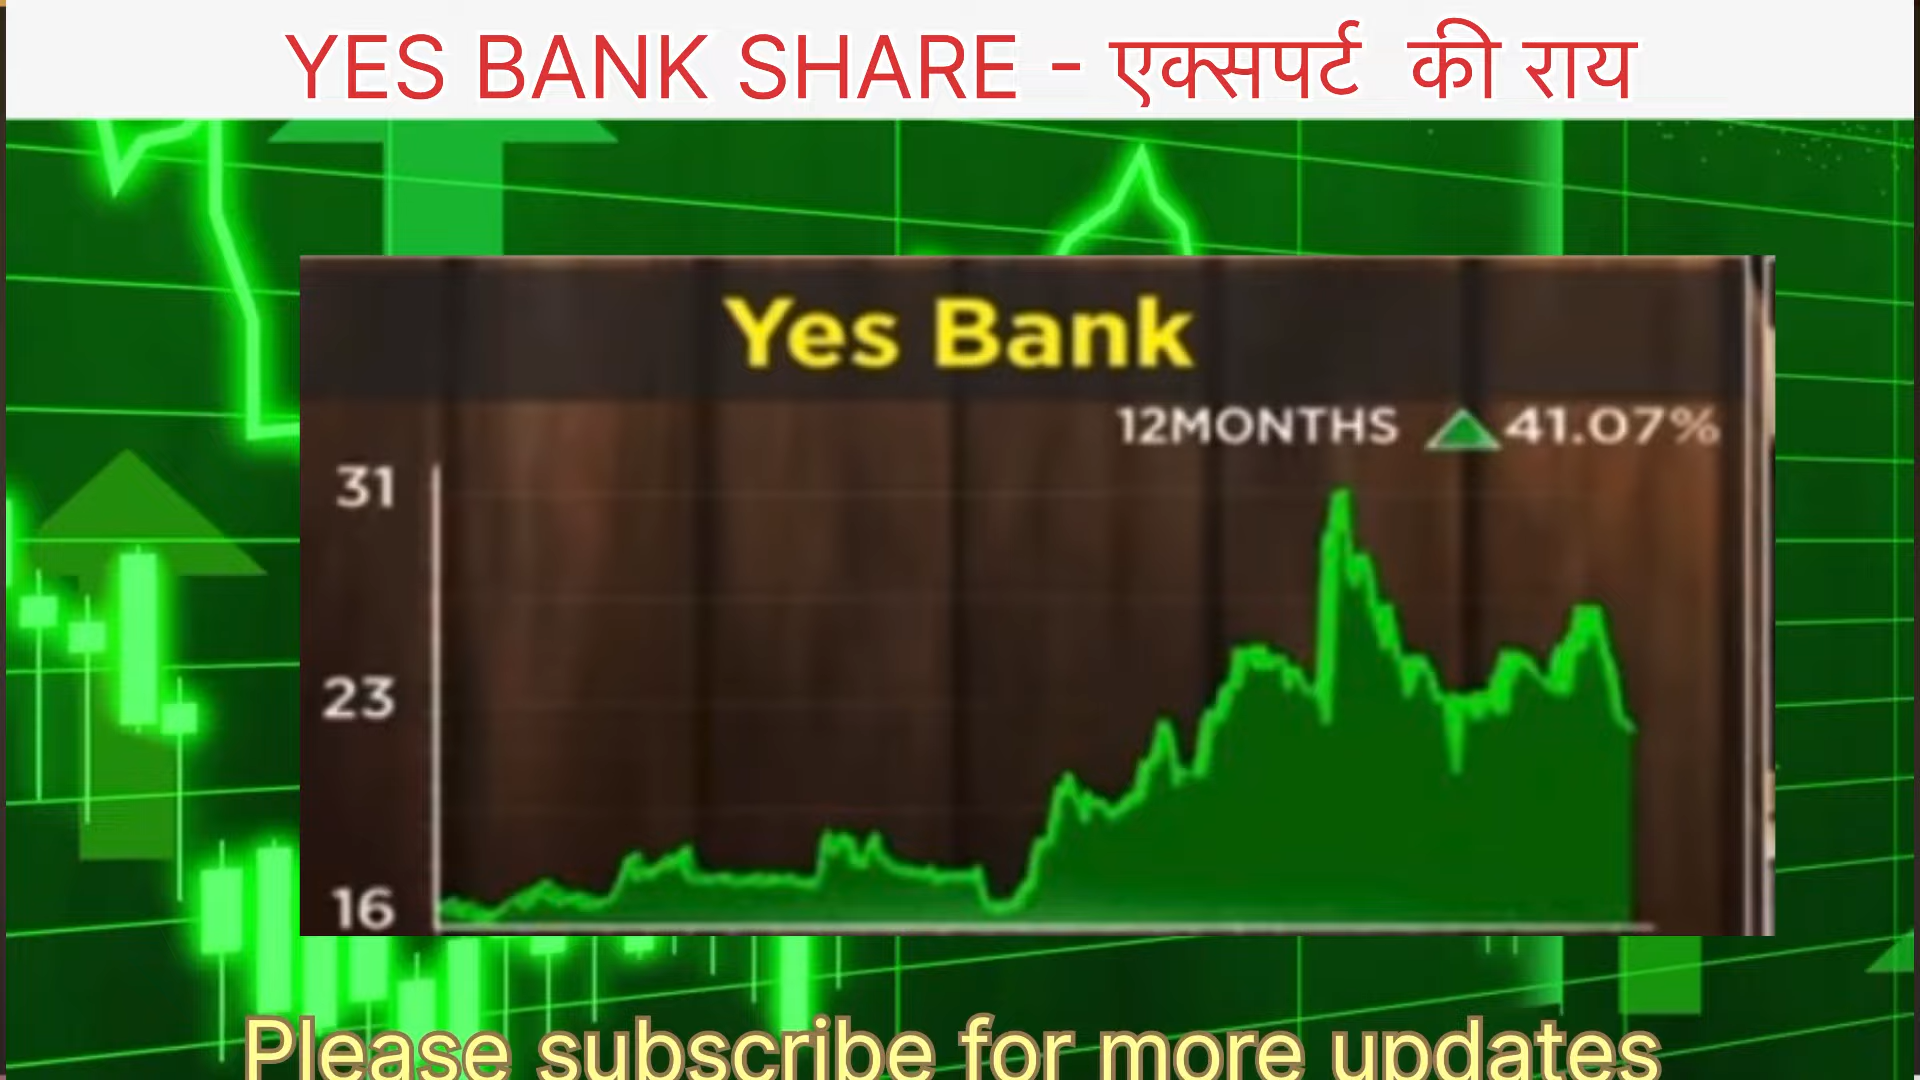 YES BANK SHARE - एक्सपर्ट की राय
Yes Bank
12MONTHS 41.07%
31
23
16
Please subscribe for more updates